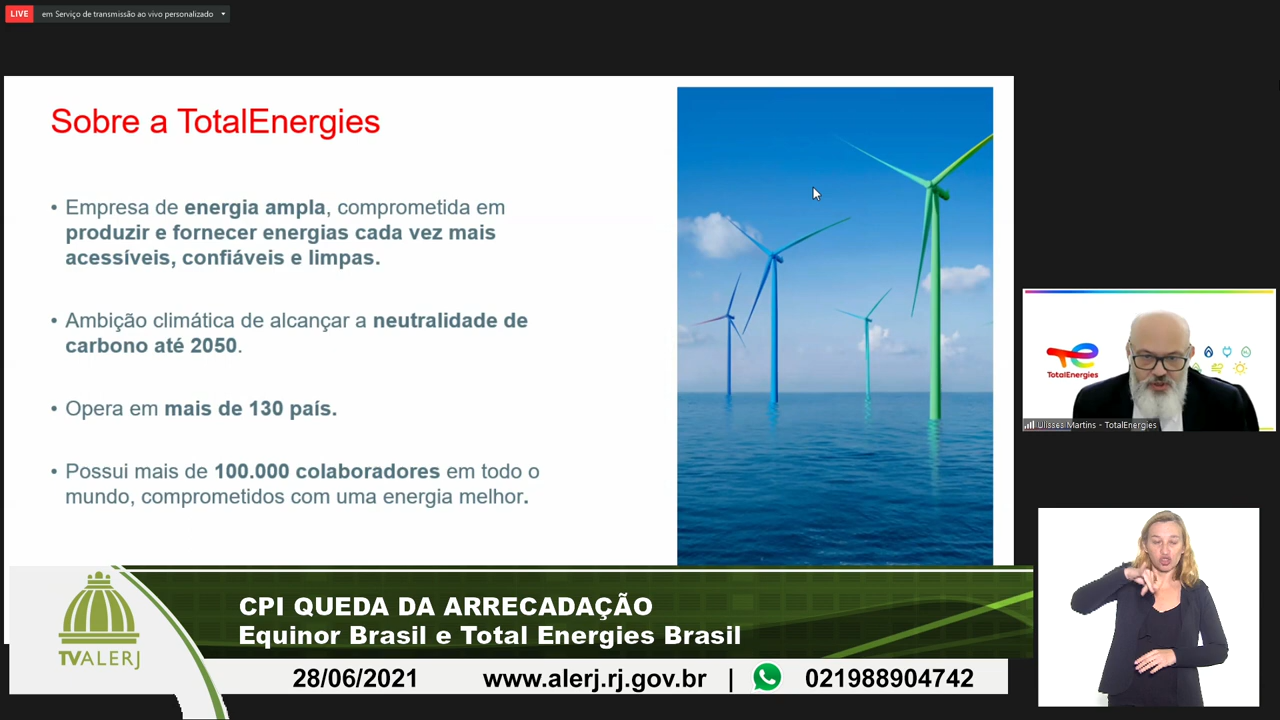 LIVE em Serviço de transmissão ao vivo personalizado
Sobre a TotalEnergies
• Empresa de energia ampla, comprometida em
produzir e fornecer energias cada vez mais
acessíveis, confiáveis e limpas.
• Ambição climática de alcançar a neutralidade de
carbono até 2050.
• Opera em mais de 130 país.
• Possui mais de 100.000 colaboradores em todo o
mundo, comprometidos com uma energia melhor.
TotalEnergies
Ulisses Martins - TotalEnergies
TVALERJ
CPI QUEDA DA ARRECADAÇÃO
Equinor Brasil e Total Energies Brasil
28/06/2021 www.alerj.rj.gov.br | 021988904742